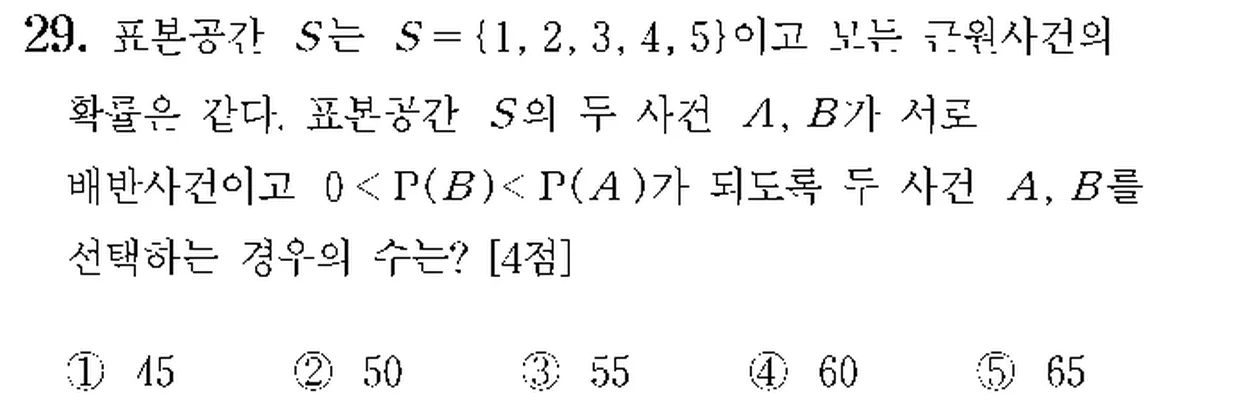 29. 표본공간 S는 S={1, 2, 3, 4, 5}이고 모든 근원사건의
확률은 같다. 표본공간 S의 두 사건 A, B가 서로
배반사건이고 0<P(B)<P(A)가 되도록 두 사건 A, B를
선택하는 경우의 수는? [4점]
① 45 ② 50 ③ 55 ④ 60 ⑤ 65